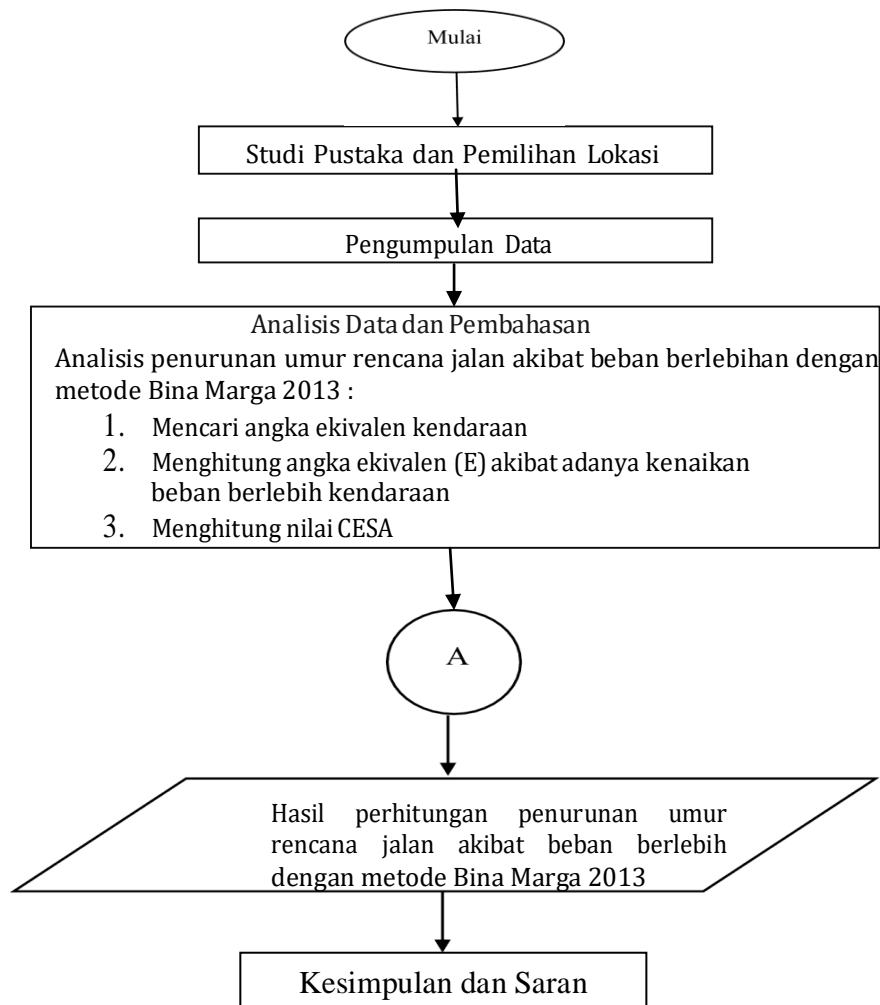 Mulai
Studi Pustaka dan Pemilihan Lokasi
Pengumpulan Data
Analisis Data dan Pembahasan
Analisis penurunan umur rencana jalan akibat beban berlebihan dengan
metode Bina Marga 2013 :
1. Mencari angka ekivalen kendaraan
2. Menghitung angka ekivalen (E) akibat adanya kenaikan
beban berlebih kendaraan
3. Menghitung nilai CESA
A
Hasil perhitungan penurunan umur
rencana jalan akibat beban berlebih
dengan metode Bina Marga 2013
Kesimpulan dan Saran